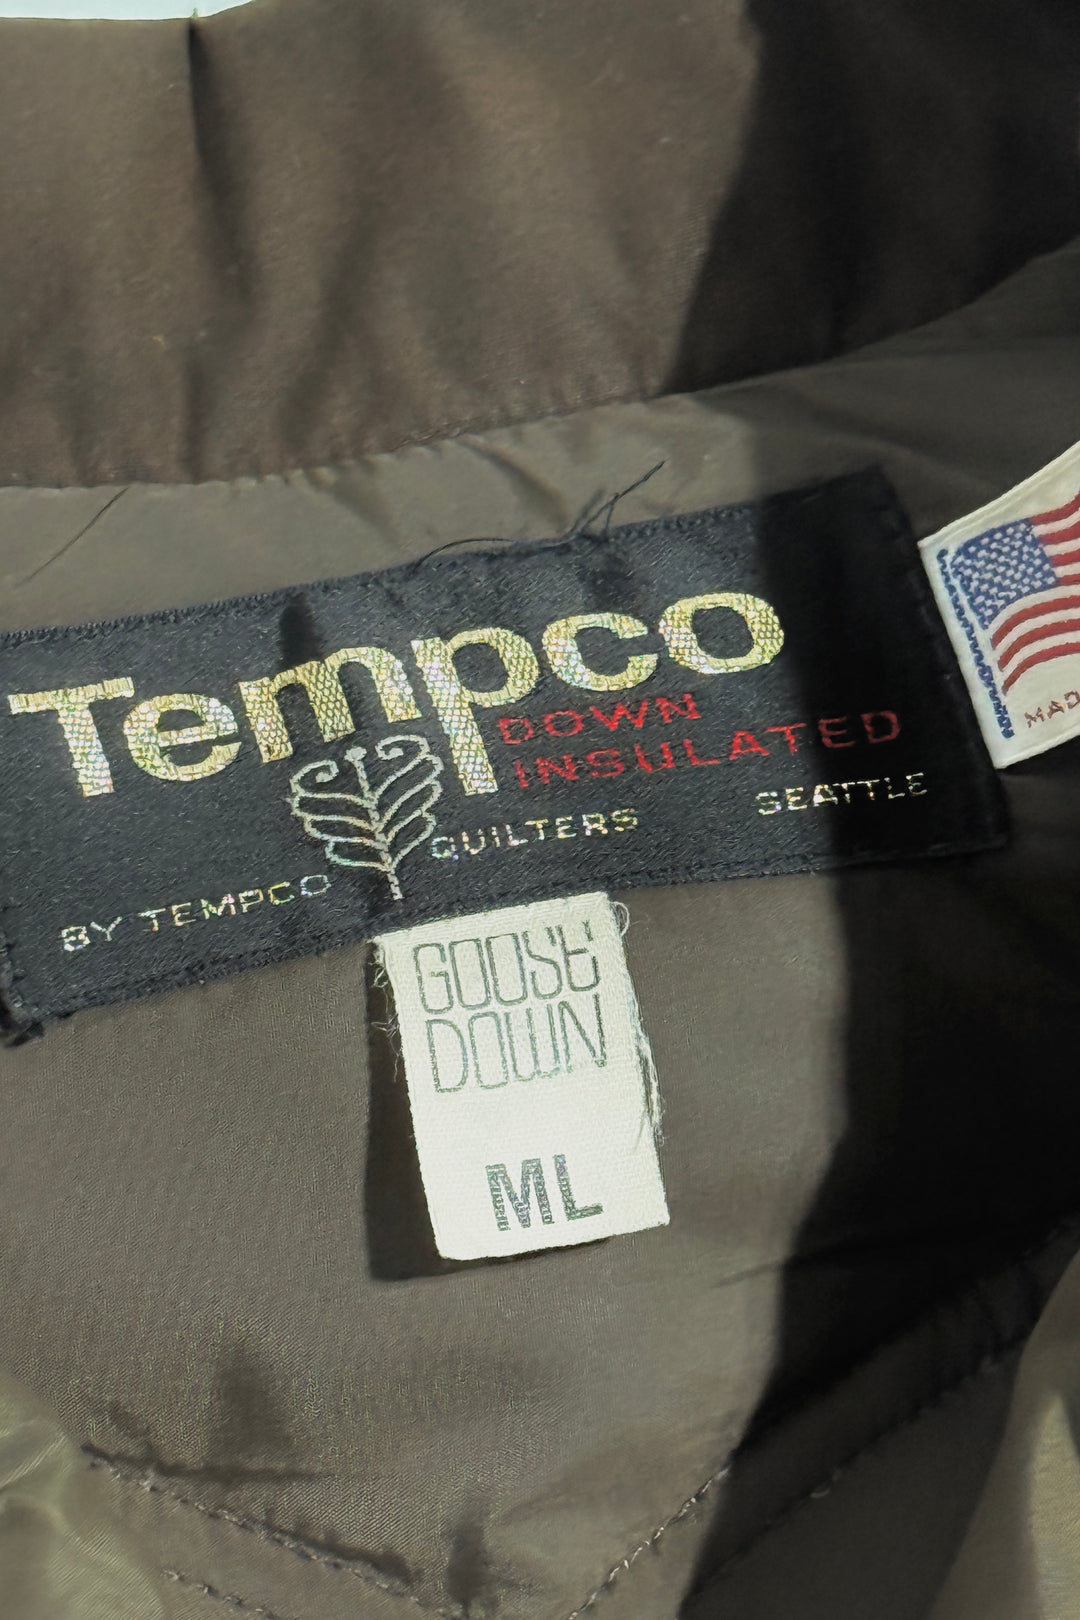 Tempco
DOWN
INSULATED
BY TEMPCO QUILTERS SEATTLE
GOOSE
DOWN
ML
MAD